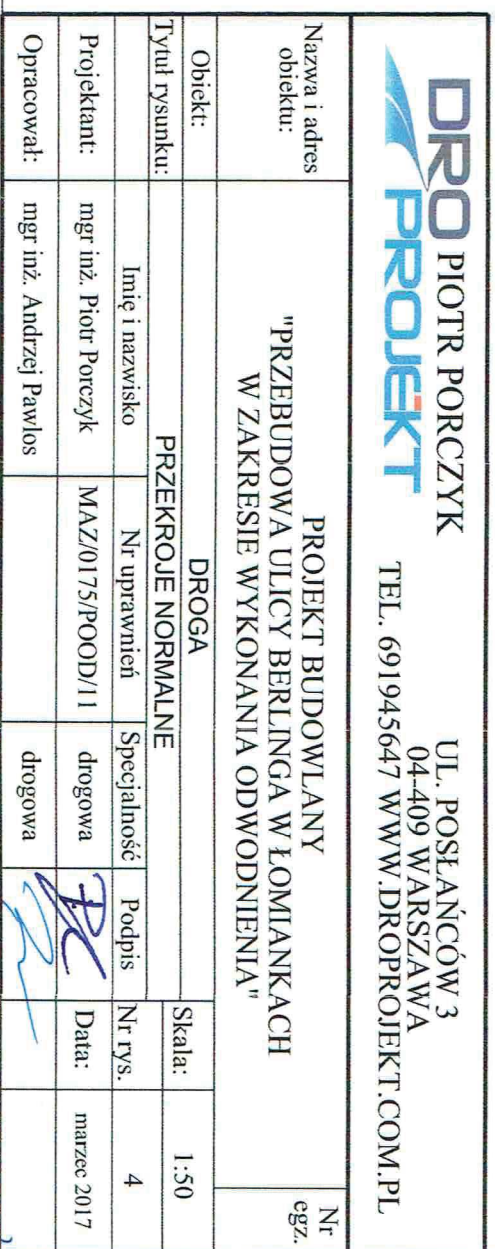 DRO PROJEKT
PIOTR PORCZYK
UL. POSŁAŃCÓW 3
04-409 WARSZAWA
TEL. 691945647 WWW.DROPROJEKT.COM.PL
Nazwa i adres
obiektu:
PROJEKT BUDOWLANY
"PRZEBUDOWA ULICY BERLINGA W ŁOMIANKACH
W ZAKRESIE WYKONANIA ODWODNIENIA"
Nr
egz.
Obiekt: DROGA
Tytuł rysunku: PRZEKROJE NORMALNE
Skala: 1:50
Imię i nazwisko Nr uprawnień Specjalność Podpis Nr rys. 4
Projektant: mgr inż. Piotr Porczyk MAZ/0175/POOD/11 drogowa Data: marzec 2017
Opracował: mgr inż. Andrzej Pawlos drogowa